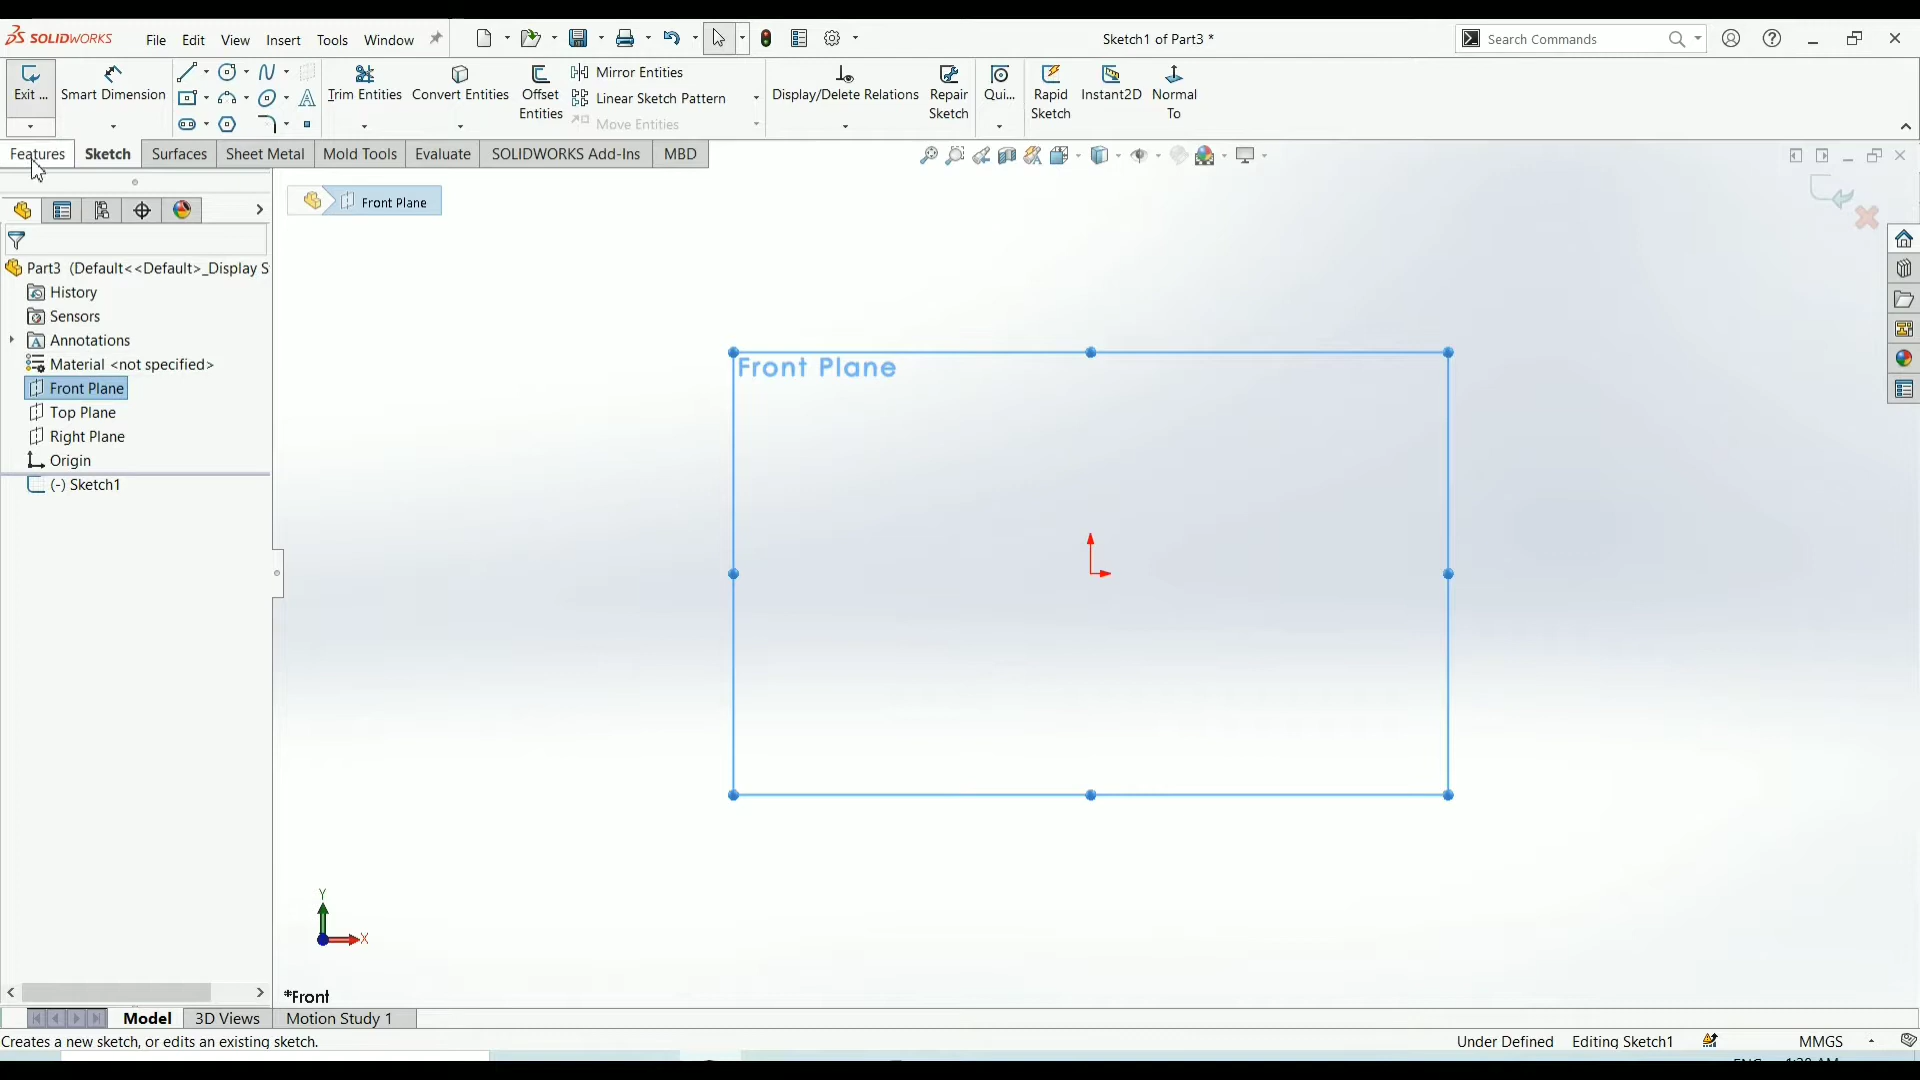 SOLIDWORKS File Edit View Insert Tools Window Sketch1 of Part3 * Search Commands
Exit ... Smart Dimension Trim Entities Convert Entities Offset Entities Mirror Entities Display/Delete Relations Repair Sketch Qui... Rapid Sketch Instant2D Normal To
Linear Sketch Pattern
Move Entities
Features Sketch Surfaces Sheet Metal Mold Tools Evaluate SOLIDWORKS Add-Ins MBD
Front Plane
Part3 (Default<<Default>_Display S
History
Sensors
Annotations
Material <not specified>
Front Plane
Top Plane
Right Plane
Origin
(-) Sketch1
Front Plane
Y
X
*Front
Model 3D Views Motion Study 1
Creates a new sketch, or edits an existing sketch. Under Defined Editing Sketch1 MMGS